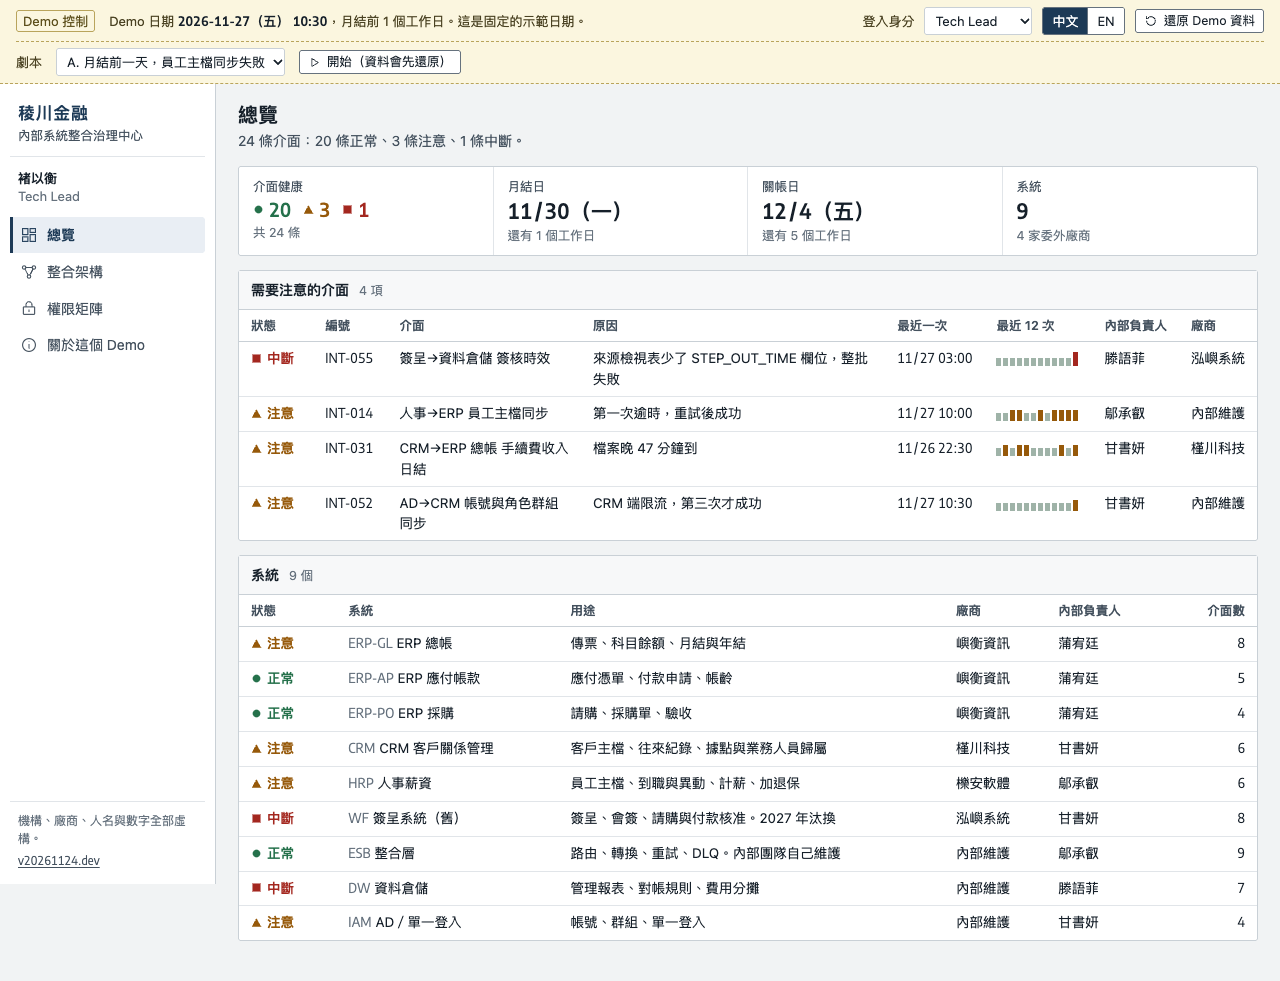 Demo 控制 Demo 日期 2026-11-27（五） 10:30，月結前 1 個工作日。這是固定的示範日期。 登入身分 Tech Lead 中文 EN 還原 Demo 資料
劇本 A. 月結前一天，員工主檔同步失敗 開始（資料會先還原）
稜川金融
內部系統整合治理中心
褚以衡
Tech Lead
總覽
整合架構
權限矩陣
關於這個 Demo
機構、廠商、人名與數字全部虛
構。
v20261124.dev
總覽
24 條介面：20 條正常、3 條注意、1 條中斷。
介面健康
20 3 1
共 24 條
月結日
11/30（一）
還有 1 個工作日
關帳日
12/4（五）
還有 5 個工作日
系統
9
4 家委外廠商
需要注意的介面 4 項
狀態 編號 介面 原因 最近一次 最近 12 次 內部負責人 廠商
中斷 INT-055 簽呈→資料倉儲 簽核時效 來源檢視表少了 STEP_OUT_TIME 欄位，整批 11/27 03:00 滕語菲 泓嶼系統
失敗
注意 INT-014 人事→ERP 員工主檔同步 第一次逾時，重試後成功 11/27 10:00 鄔承叡 內部維護
注意 INT-031 CRM→ERP 總帳 手續費收入 檔案晚 47 分鐘到 11/26 22:30 甘書妍 槿川科技
日結
注意 INT-052 AD→CRM 帳號與角色群組 CRM 端限流，第三次才成功 11/27 10:30 甘書妍 內部維護
同步
系統 9 個
狀態 系統 用途 廠商 內部負責人 介面數
注意 ERP-GL ERP 總帳 傳票、科目餘額、月結與年結 嶼衡資訊 蒲宥廷 8
正常 ERP-AP ERP 應付帳款 應付憑單、付款申請、帳齡 嶼衡資訊 蒲宥廷 5
正常 ERP-PO ERP 採購 請購、採購單、驗收 嶼衡資訊 蒲宥廷 4
注意 CRM CRM 客戶關係管理 客戶主檔、往來紀錄、據點與業務人員歸屬 槿川科技 甘書妍 6
注意 HRP 人事薪資 員工主檔、到職與異動、計薪、加退保 櫟安軟體 鄔承叡 6
中斷 WF 簽呈系統（舊） 簽呈、會簽、請購與付款核准。2027 年汰換 泓嶼系統 甘書妍 8
正常 ESB 整合層 路由、轉換、重試、DLQ。內部團隊自己維護 內部維護 鄔承叡 9
中斷 DW 資料倉儲 管理報表、對帳規則、費用分攤 內部維護 滕語菲 7
注意 IAM AD / 單一登入 帳號、群組、單一登入 內部維護 甘書妍 4